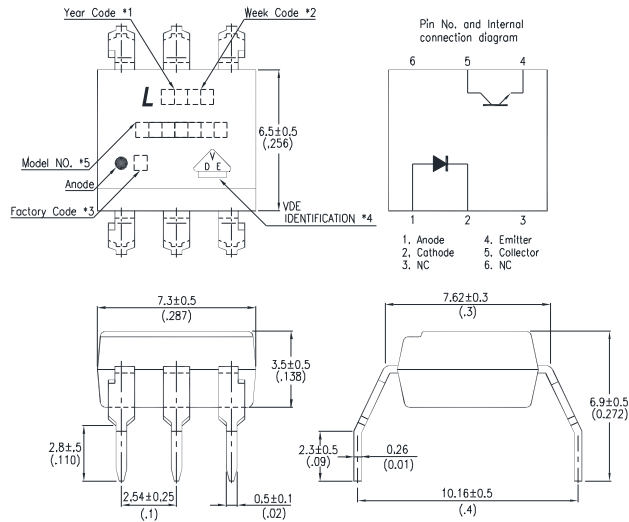 Year Code *1
Week Code *2
L
6.5±0.5
(.256)
Model NO. *5
V
D E
Anode
Factory Code *3
VDE
IDENTIFICATION *4
Pin No. and Internal
connection diagram
6 5 4
1 2 3
1, Anode 4. Emitter
2, Cathode 5. Collector
3. NC 6. NC
7.3±0.5
(.287)
3.5±0.5
(.138)
2.8±.5
(.110)
2.54±0.25
(.1)
0.5±0.1
(.02)
7.62±0.3
(.3)
6.9±0.5
(0.272)
2.3±0.5
(.09)
0.26
(0.01)
10.16±0.5
(.4)